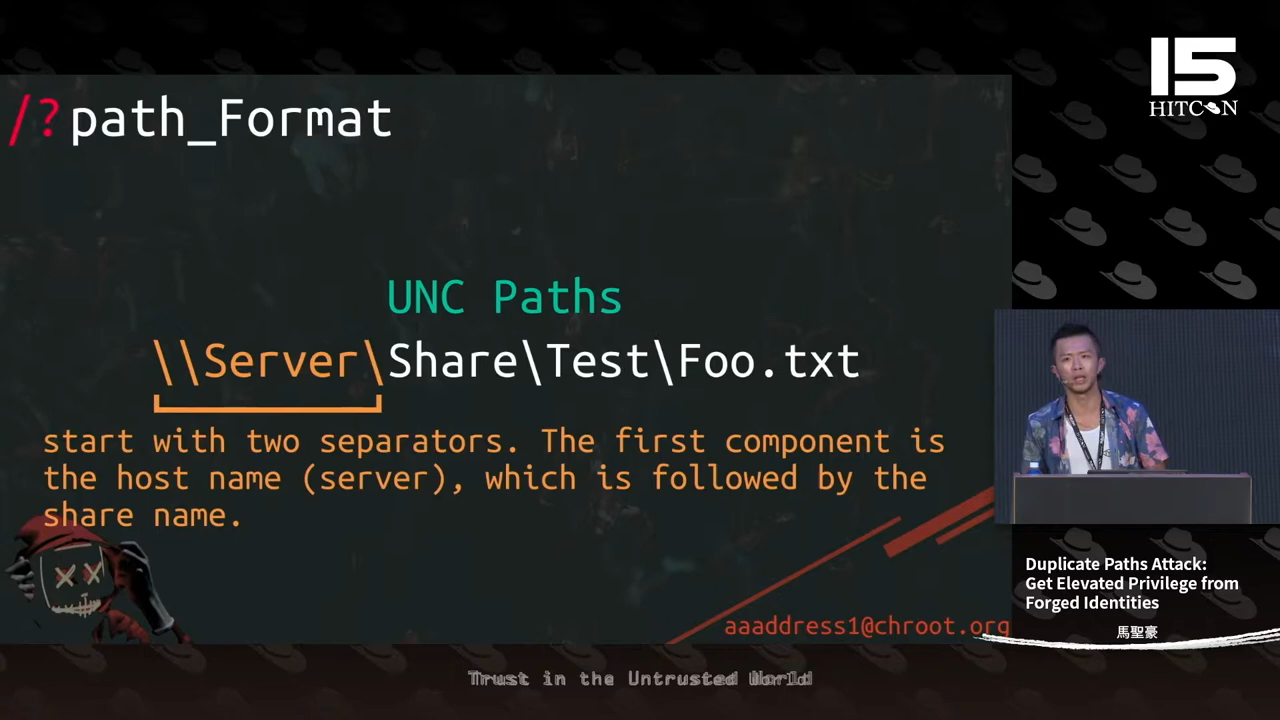 /?path_Format
UNC Paths
\\Server\Share\Test\Foo.txt
start with two separators. The first component is
the host name (server), which is followed by the
share name.
aaaddress1@chroot.org
15
HITCON
Duplicate Paths Attack:
Get Elevated Privilege from
Forged Identities
馬聖豪
Trust in the Untrusted World